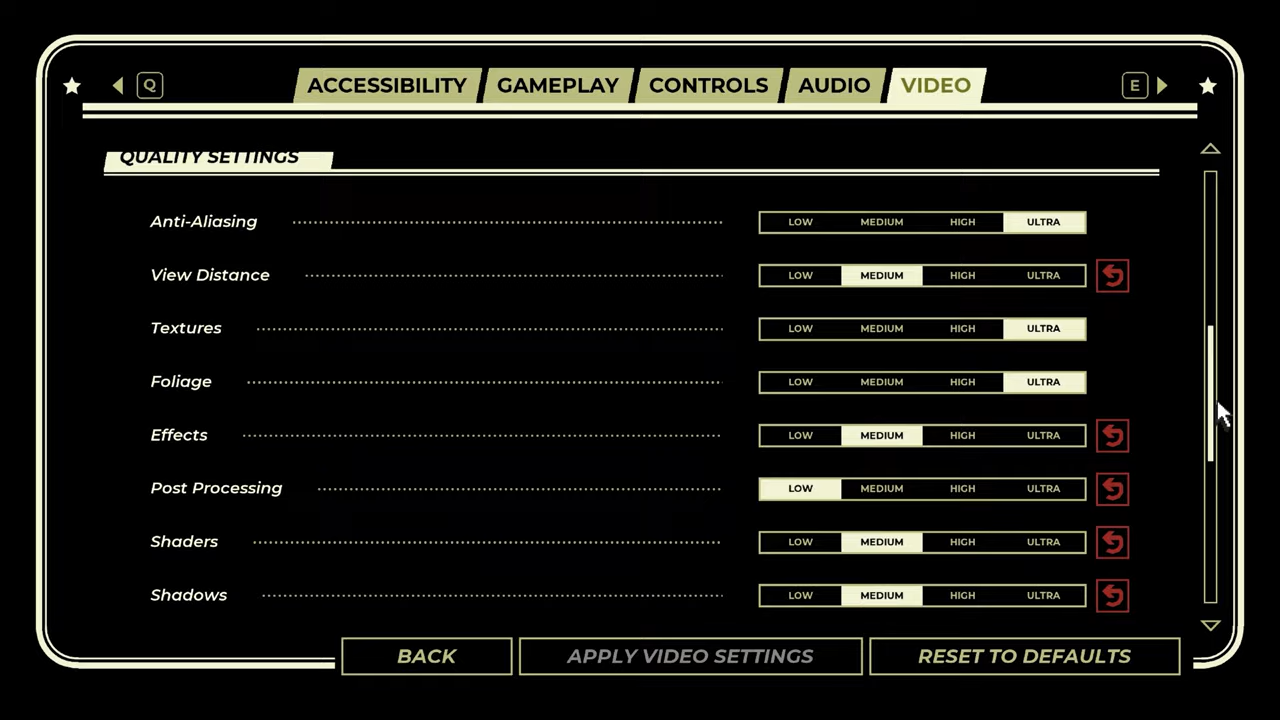 Q ACCESSIBILITY GAMEPLAY CONTROLS AUDIO VIDEO E
QUALITY SETTINGS
Anti-Aliasing LOW MEDIUM HIGH ULTRA
View Distance LOW MEDIUM HIGH ULTRA
Textures LOW MEDIUM HIGH ULTRA
Foliage LOW MEDIUM HIGH ULTRA
Effects LOW MEDIUM HIGH ULTRA
Post Processing LOW MEDIUM HIGH ULTRA
Shaders LOW MEDIUM HIGH ULTRA
Shadows LOW MEDIUM HIGH ULTRA
BACK APPLY VIDEO SETTINGS RESET TO DEFAULTS